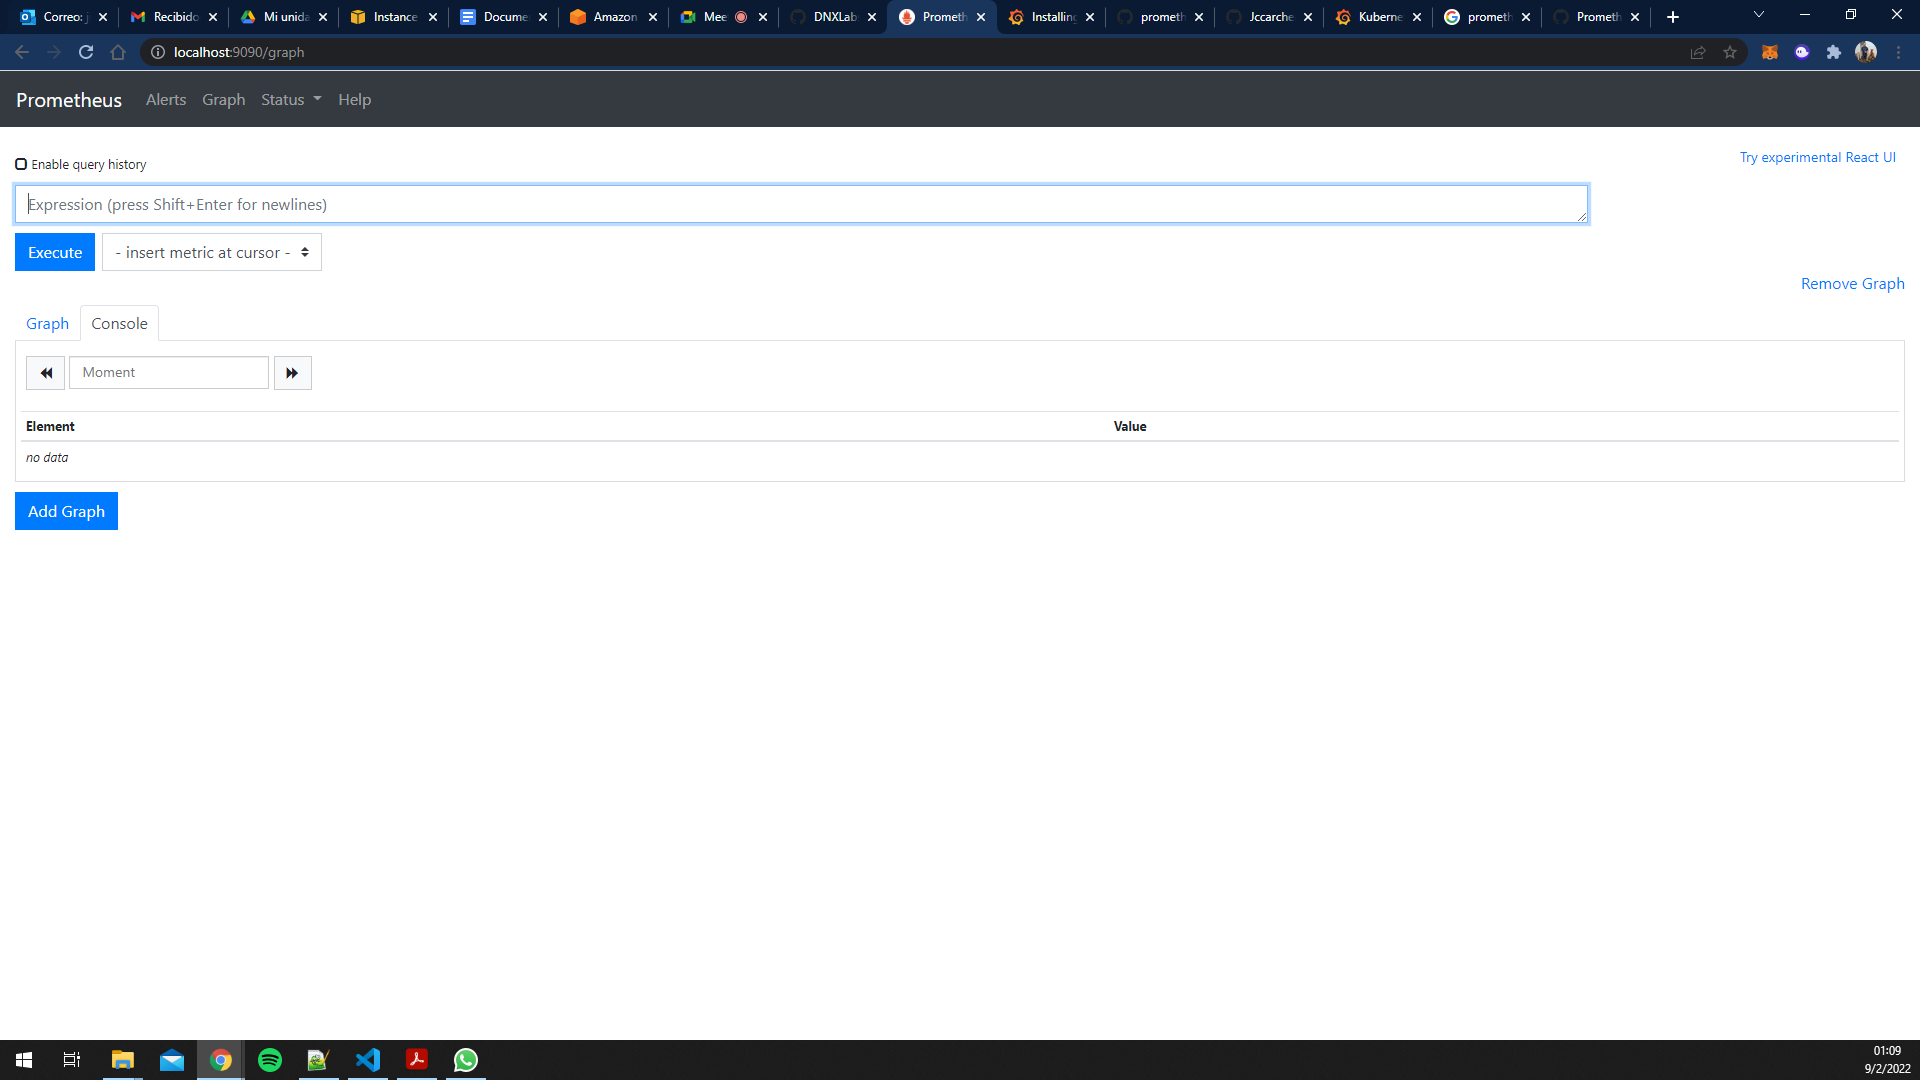 Correo: j
Recibido
Mi unida
Instance
Docume
Amazon
Mee
DNXLab
Prometh
Installing
prometh
Jccarche
Kuberne
prometh
Prometh
localhost:9090/graph
Prometheus Alerts Graph Status Help
Enable query history
Try experimental React UI
Expression (press Shift+Enter for newlines)
Execute - insert metric at cursor -
Remove Graph
Graph Console
Moment
Element Value
no data
Add Graph
01:09
9/2/2022